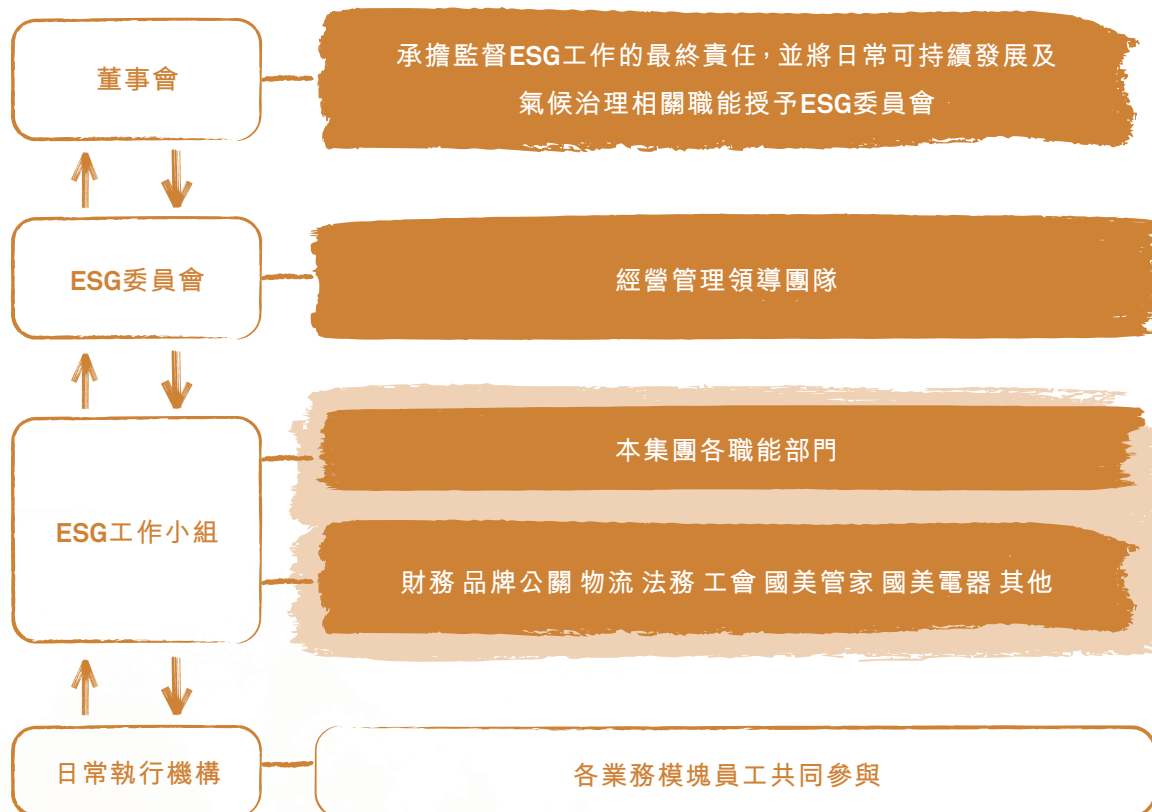 董事會
承擔監督ESG工作的最終責任，並將日常可持續發展及
氣候治理相關職能授予ESG委員會
ESG委員會
經營管理領導團隊
ESG工作小組
本集團各職能部門
財務 品牌公關 物流 法務 工會 國美管家 國美電器 其他
日常執行機構
各業務模塊員工共同參與